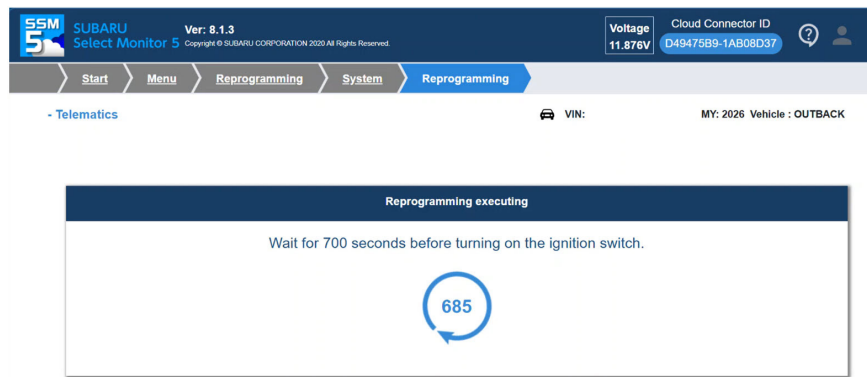 SSM 5
SUBARU
Select Monitor 5
Ver: 8.1.3
Copyright © SUBARU CORPORATION 2020 All Rights Reserved.
Voltage
11.876V
Cloud Connector ID
D49475B9-1AB08D37
?
Start Menu Reprogramming System Reprogramming
- Telematics VIN: MY: 2026 Vehicle : OUTBACK
Reprogramming executing
Wait for 700 seconds before turning on the ignition switch.
685